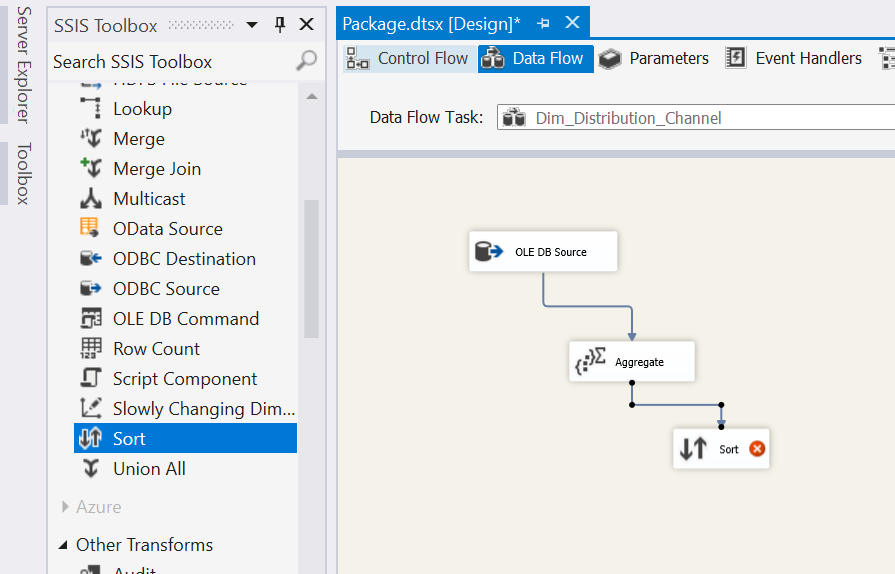 Server Explorer
Toolbox
SSIS Toolbox
Search SSIS Toolbox
Lookup
Merge
Merge Join
Multicast
OData Source
ODBC Destination
ODBC Source
OLE DB Command
Row Count
Script Component
Slowly Changing Dim...
Sort
Union All
Azure
Other Transforms
Audit
Package.dtsx [Design]*
Control Flow Data Flow Parameters Event Handlers
Data Flow Task: Dim_Distribution_Channel
OLE DB Source
Aggregate
Sort